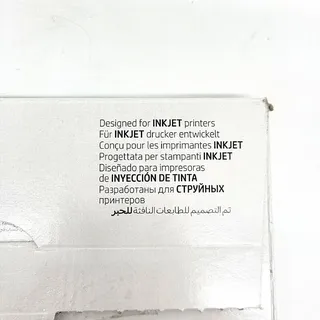 Designed for INKJET printers
Für INKJET drucker entwickelt
Conçu pour les imprimantes INKJET
Progettata per stampanti INKJET
Diseñado para impresoras
de INYECCIÓN DE TINTA
Разработаны для СТРУЙНЫХ
принтеров
تم التصميم للطابعات النافثة للحبر